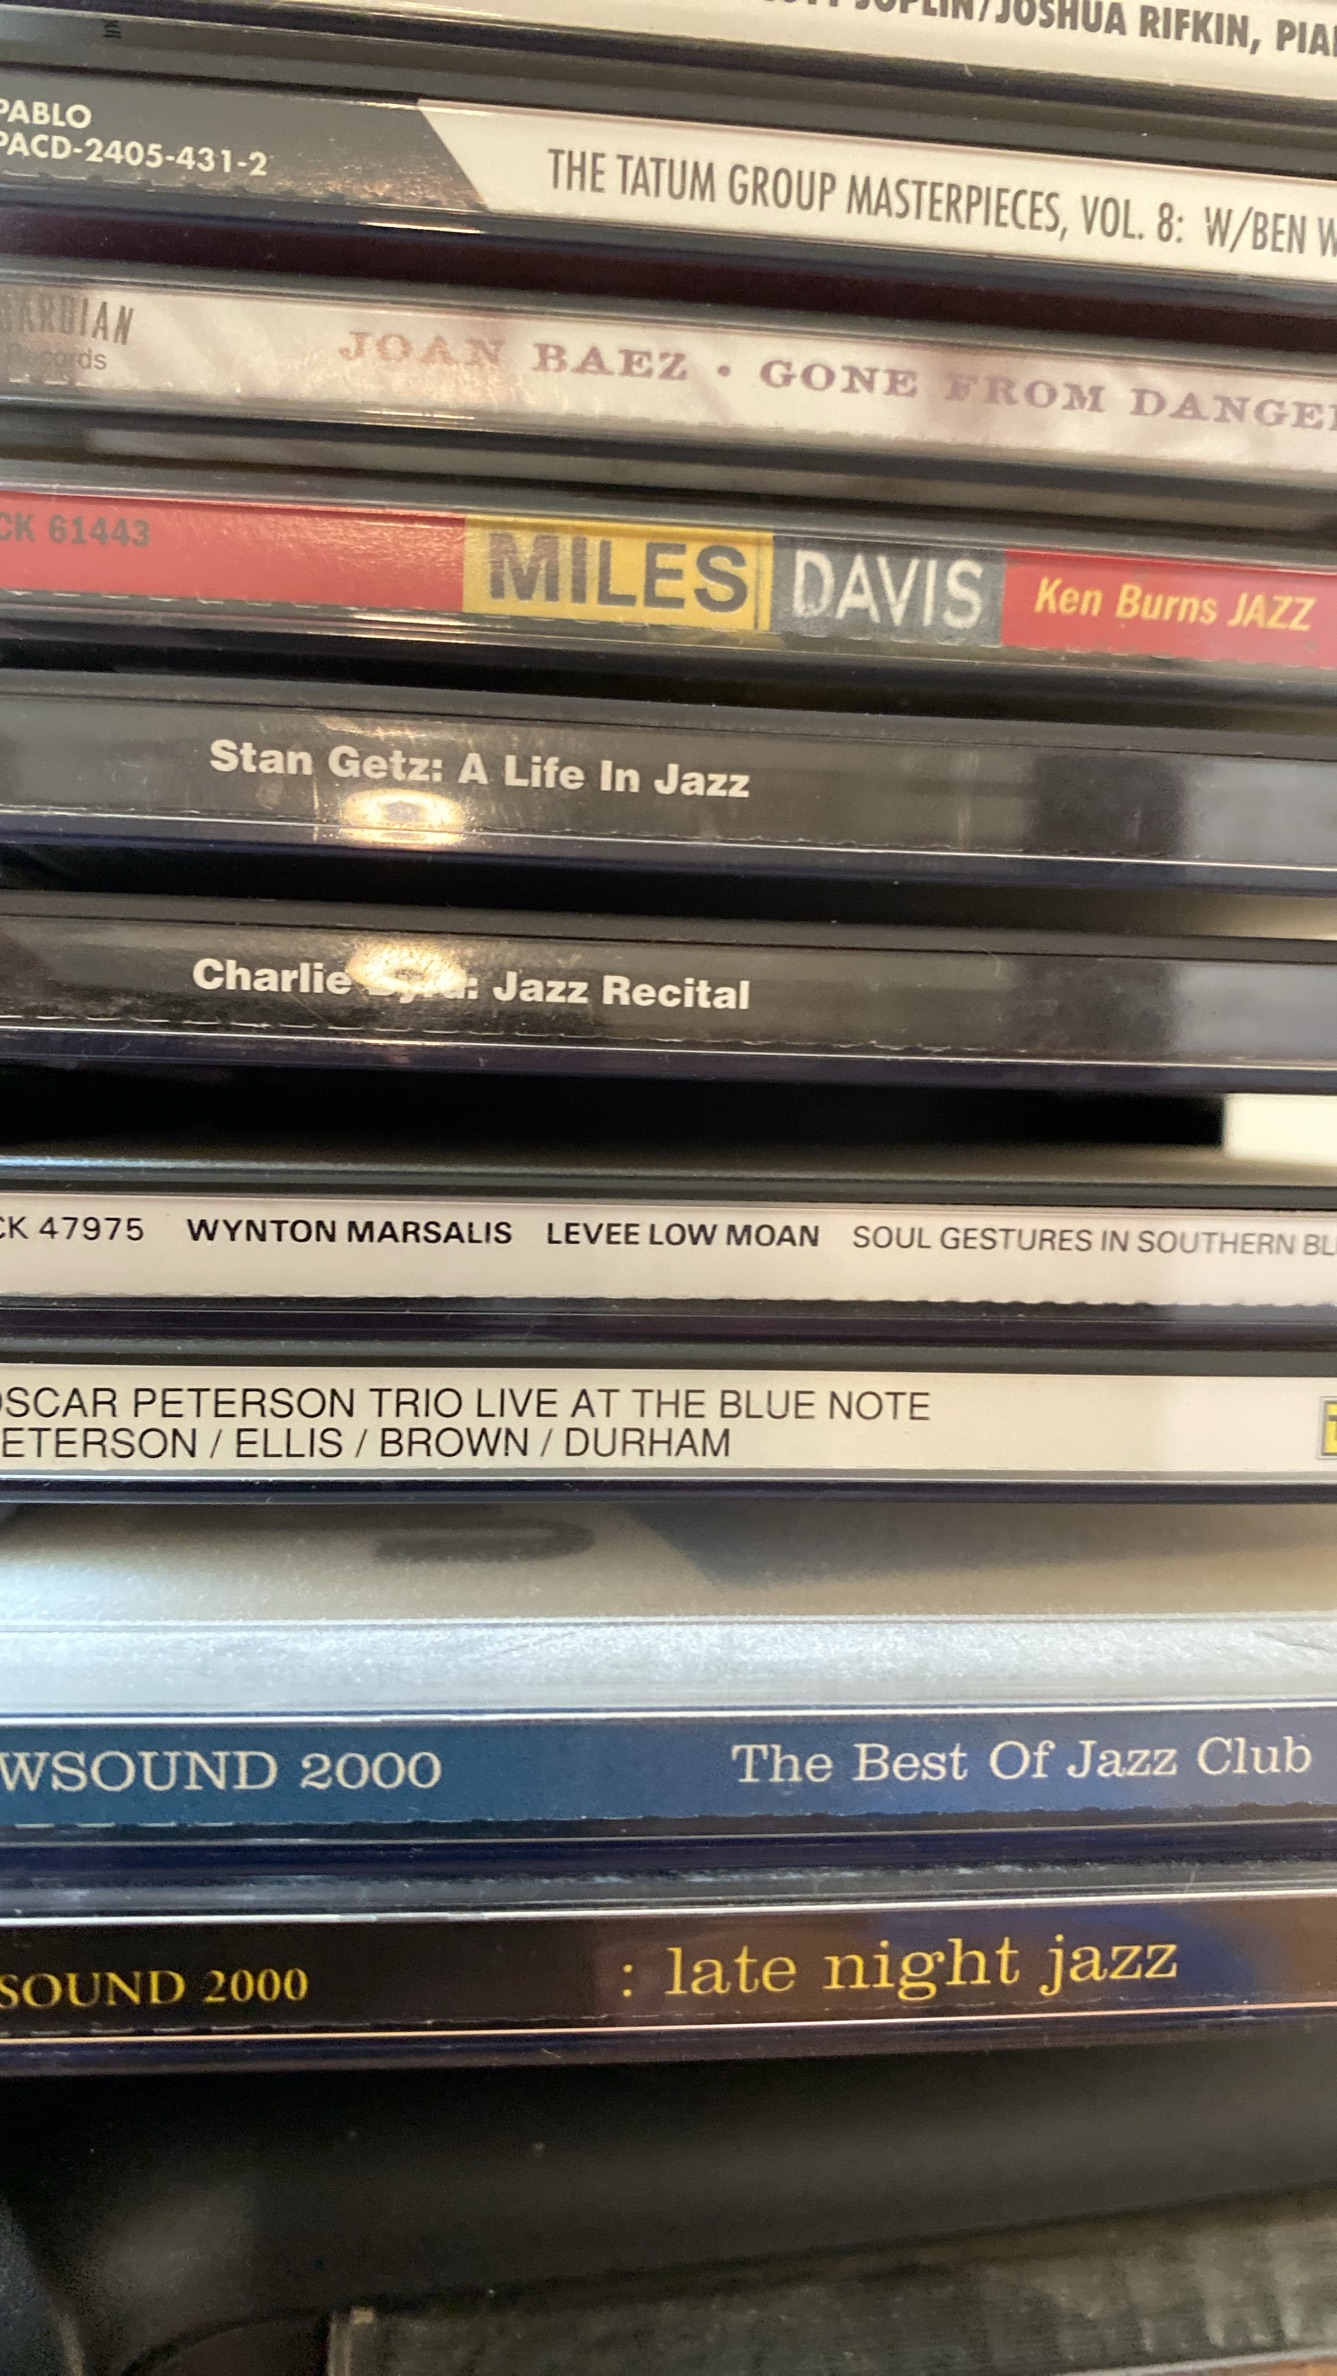 JOPLIN/JOSHUA RIFKIN, PIA
PABLO
PACD-2405-431-2
THE TATUM GROUP MASTERPIECES, VOL. 8: W/BEN W
ARDIAN
Records
JOAN BAEZ • GONE FROM DANGE
CK 61443
MILES DAVIS Ken Burns JAZZ
Stan Getz: A Life In Jazz
Charlie Byrd: Jazz Recital
CK 47975 WYNTON MARSALIS LEVEE LOW MOAN SOUL GESTURES IN SOUTHERN BL
OSCAR PETERSON TRIO LIVE AT THE BLUE NOTE
ETERSON / ELLIS / BROWN / DURHAM
WSOUND 2000 The Best Of Jazz Club
SOUND 2000 : late night jazz